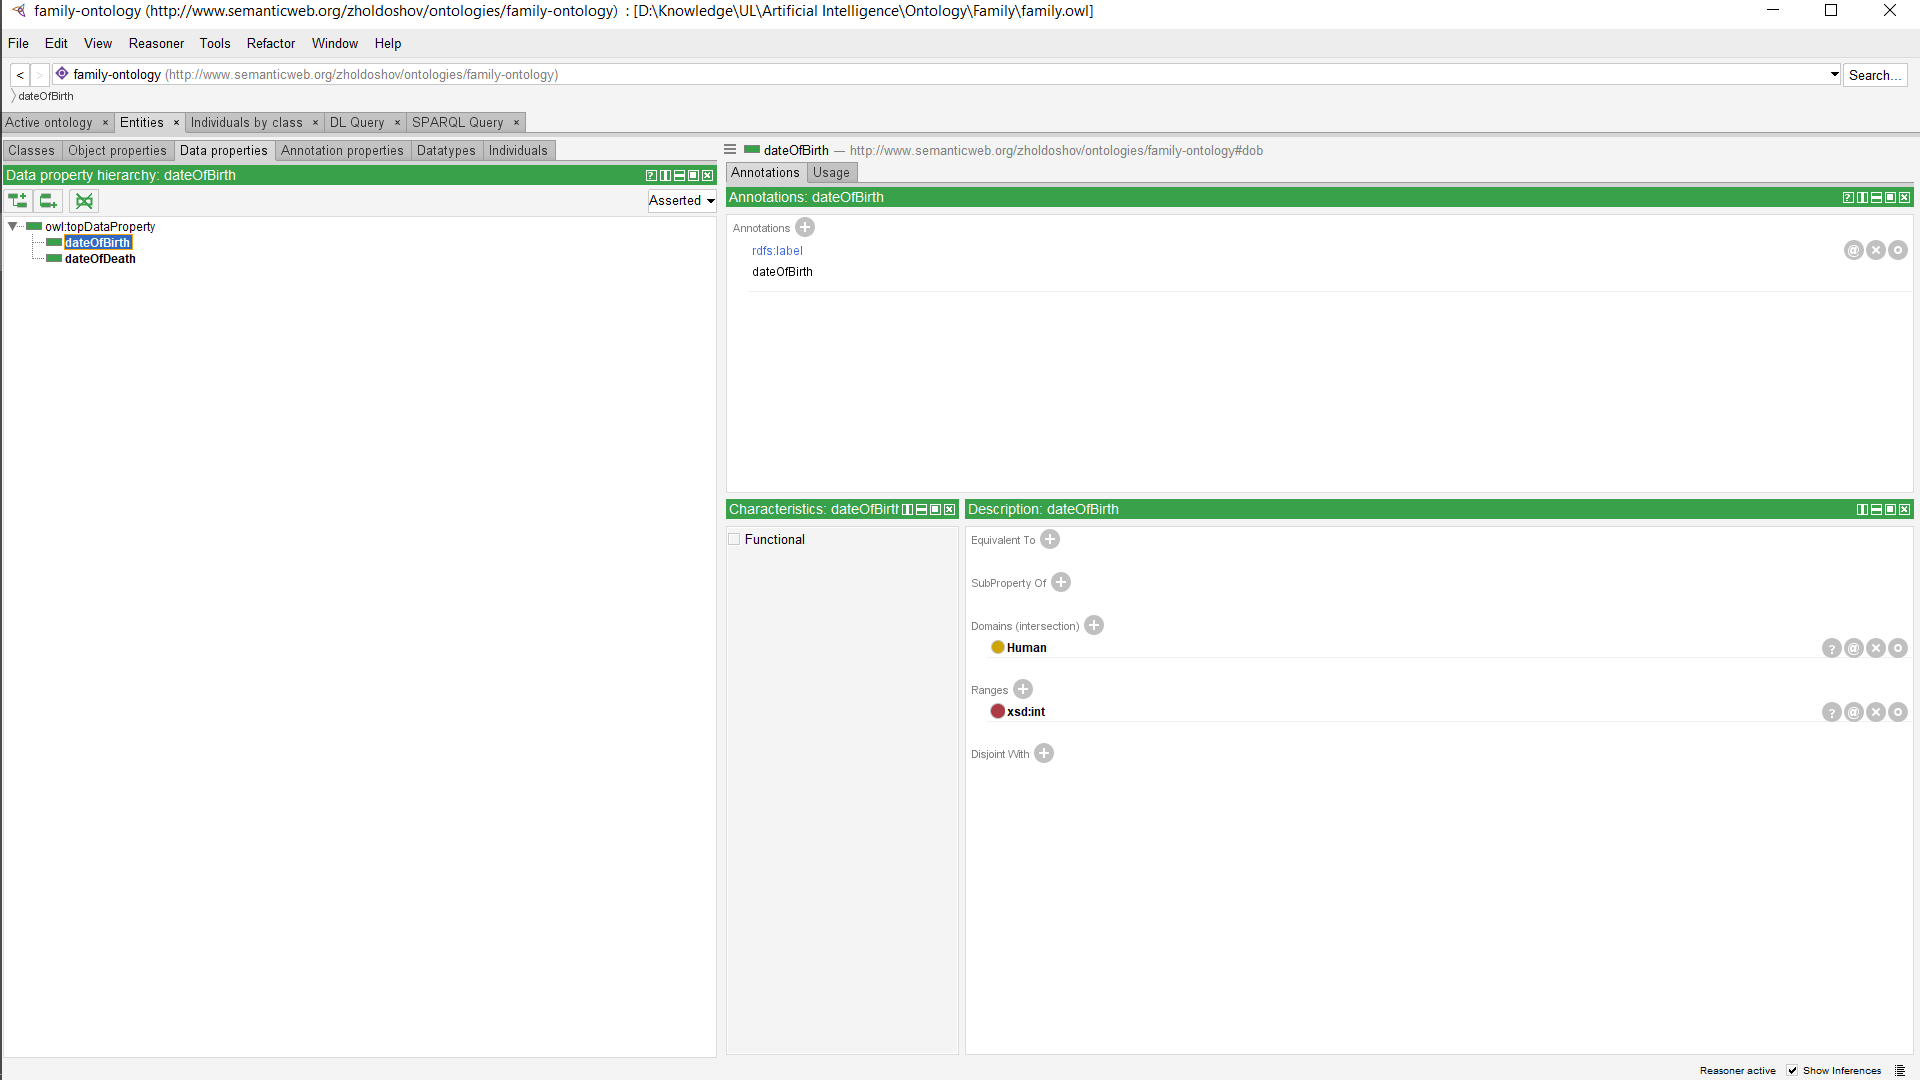 family-ontology (http://www.semanticweb.org/zholdoshov/ontologies/family-ontology) : [D:\Knowledge\UL\Artificial Intelligence\Ontology\Family\family.owl]
File Edit View Reasoner Tools Refactor Window Help
< > family-ontology (http://www.semanticweb.org/zholdoshov/ontologies/family-ontology) Search...
dateOfBirth
Active ontology × Entities × Individuals by class × DL Query × SPARQL Query ×
Classes Object properties Data properties Annotation properties Datatypes Individuals
Data property hierarchy: dateOfBirth
Asserted
owl:topDataProperty
dateOfBirth
dateOfDeath
dateOfBirth — http://www.semanticweb.org/zholdoshov/ontologies/family-ontology#dob
Annotations Usage
Annotations: dateOfBirth
Annotations
rdfs:label
dateOfBirth
Characteristics: dateOfBirth
Functional
Description: dateOfBirth
Equivalent To
SubProperty Of
Domains (intersection)
Human
Ranges
xsd:int
Disjoint With
Reasoner active Show Inferences